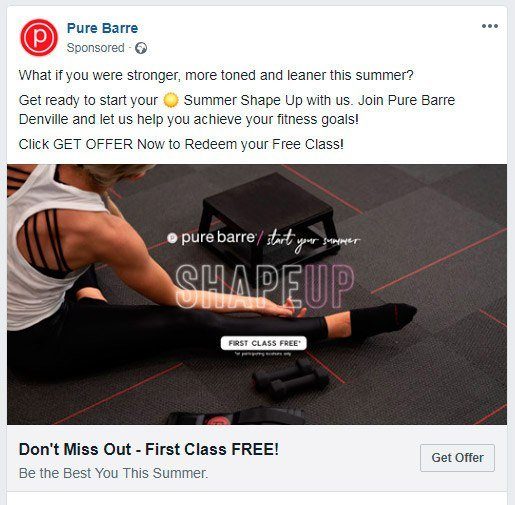 Pure Barre
Sponsored ·
What if you were stronger, more toned and leaner this summer?
Get ready to start your ☀️ Summer Shape Up with us. Join Pure Barre
Denville and let us help you achieve your fitness goals!
Click GET OFFER Now to Redeem your Free Class!
pure barre / start your summer
SHAPEUP
FIRST CLASS FREE*
*at participating locations only
Don't Miss Out - First Class FREE!
Be the Best You This Summer.
Get Offer